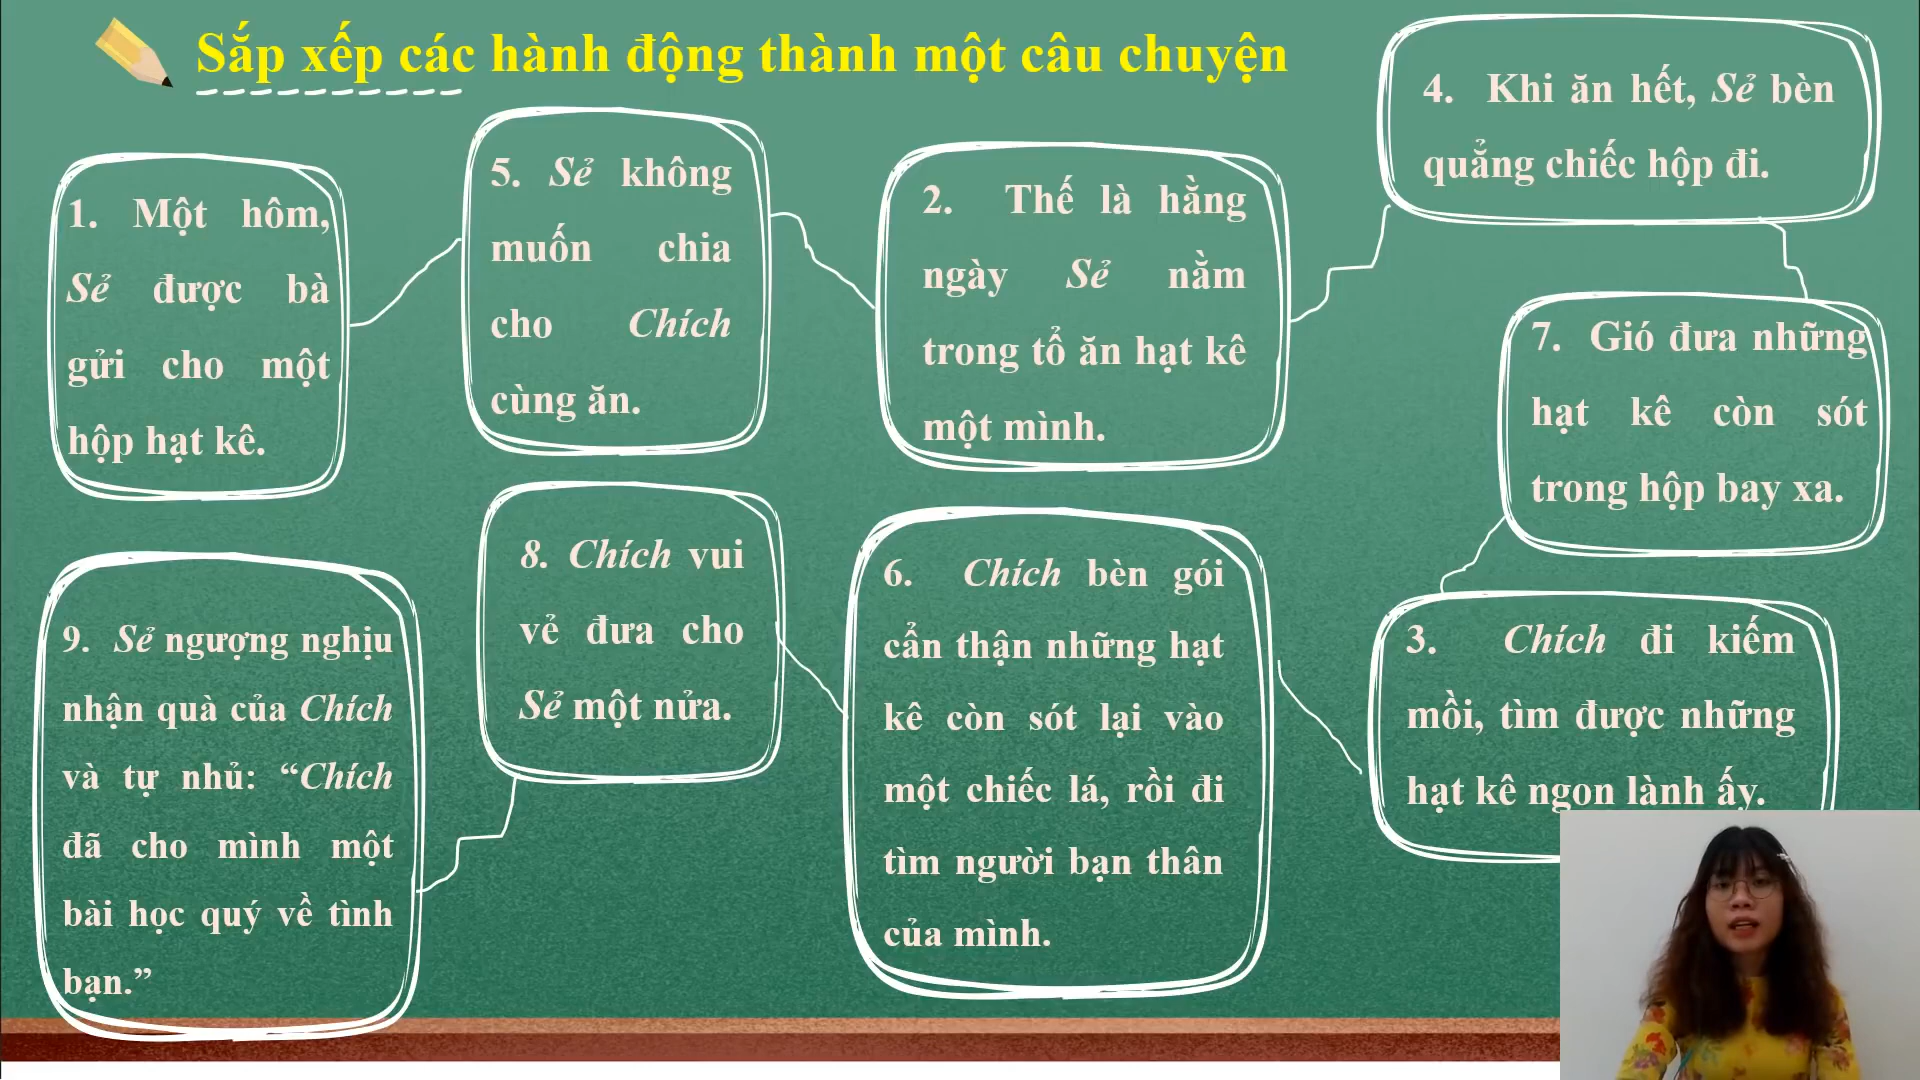 Sắp xếp các hành động thành một câu chuyện
1. Một hôm,
Sẻ được bà
gửi cho một
hộp hạt kê.
5. Sẻ không
muốn chia
cho Chích
cùng ăn.
2. Thế là hằng
ngày Sẻ nằm
trong tổ ăn hạt kê
một mình.
4. Khi ăn hết, Sẻ bèn
quẳng chiếc hộp đi.
7. Gió đưa những
hạt kê còn sót
trong hộp bay xa.
3. Chích đi kiếm
mồi, tìm được những
hạt kê ngon lành ấy.
6. Chích bèn gói
cẩn thận những hạt
kê còn sót lại vào
một chiếc lá, rồi đi
tìm người bạn thân
của mình.
8. Chích vui
vẻ đưa cho
Sẻ một nửa.
9. Sẻ ngượng nghịu
nhận quà của Chích
và tự nhủ: “Chích
đã cho mình một
bài học quý về tình
bạn.”